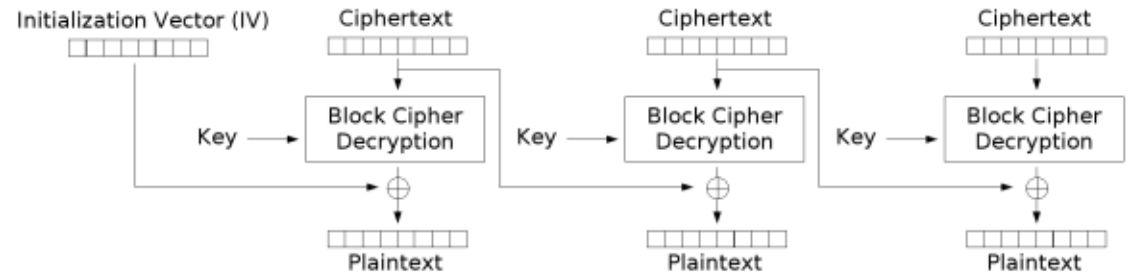 Initialization Vector (IV)
Ciphertext
Ciphertext
Ciphertext
Key
Block Cipher
Decryption
Key
Block Cipher
Decryption
Key
Block Cipher
Decryption
Plaintext
Plaintext
Plaintext